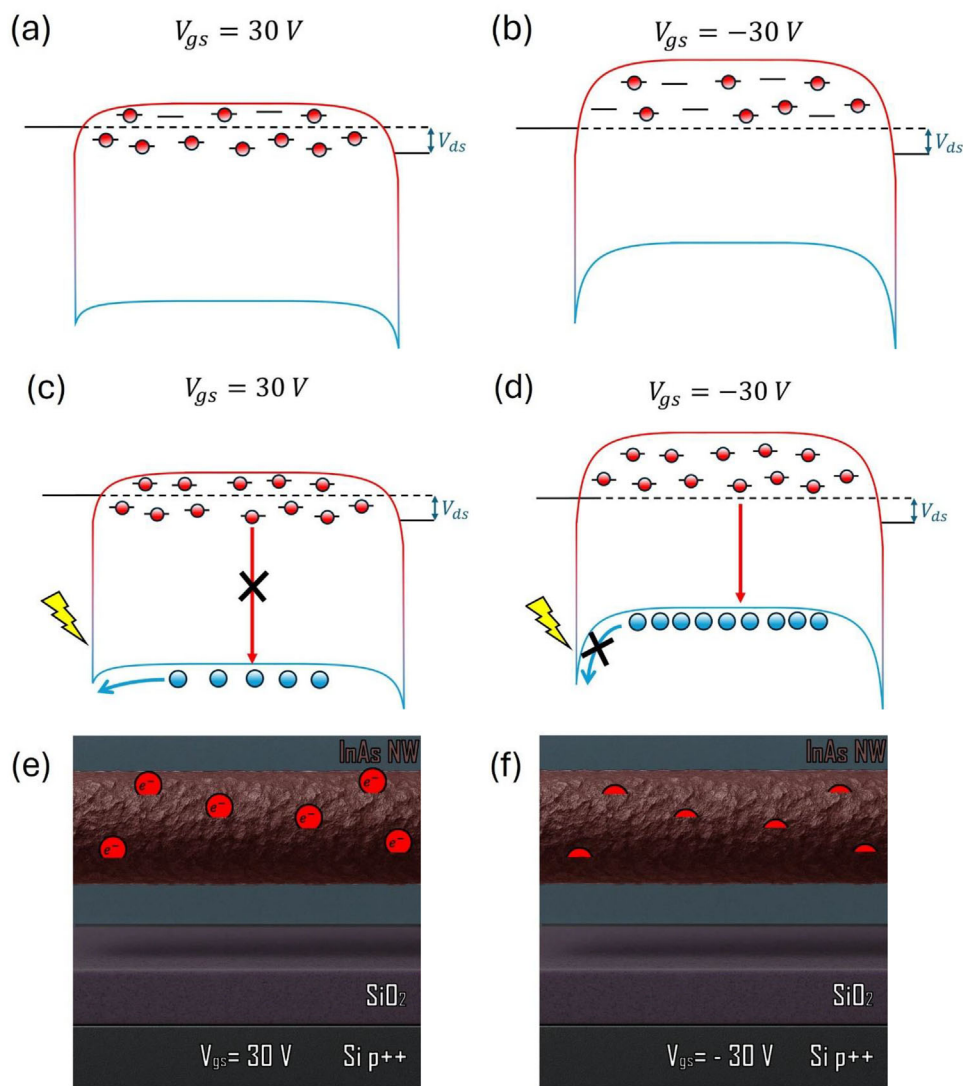 (a)
V_gs = 30 V
V_ds
(b)
V_gs = −30 V
V_ds
(c)
V_gs = 30 V
V_ds
(d)
V_gs = −30 V
V_ds
(e)
InAs NW
e⁻
e⁻
e⁻
e⁻
e⁻
e⁻
SiO₂
V_gs= 30 V Si p++
(f)
InAs NW
SiO₂
V_gs= - 30 V Si p++